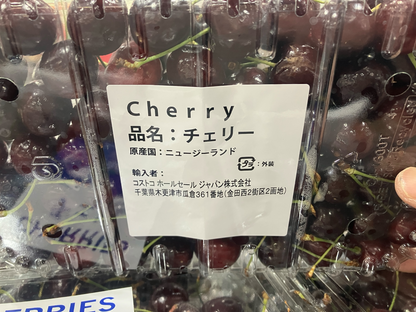 Cherry
品名：チェリー
原産国：ニュージーランド
プラ：外装
輸入者：
コストコ ホールセール ジャパン株式会社
千葉県木更津市瓜倉361番地(金田西2街区2画地)